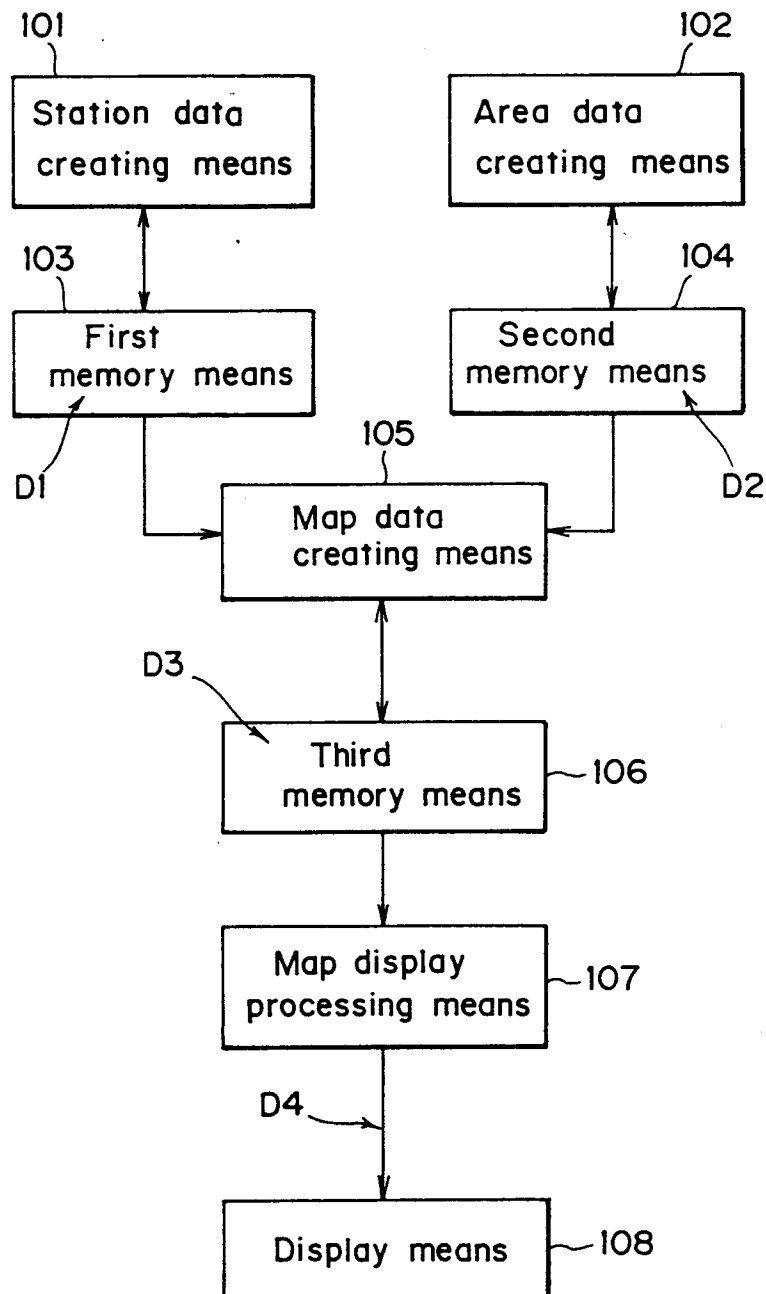 101
102
Station data
creating means
Area data
creating means
103
104
First
memory means
Second
memory means
D1
D2
105
Map data
creating means
D3
Third
memory means
106
Map display
processing means
107
D4
Display means
108